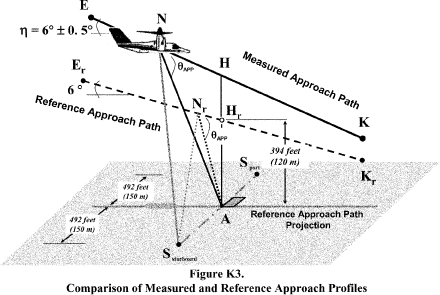 E
N
η = 6° ± 0.5°
H
Measured Approach Path
θAPP
Er
Nr
Hr
6°
Reference Approach Path
θAPP
K
Kr
394 feet
(120 m)
Sport
492 feet
(150 m)
492 feet
(150 m)
A
Reference Approach Path
Projection
Sstarboard
Figure K3.
Comparison of Measured and Reference Approach Profiles